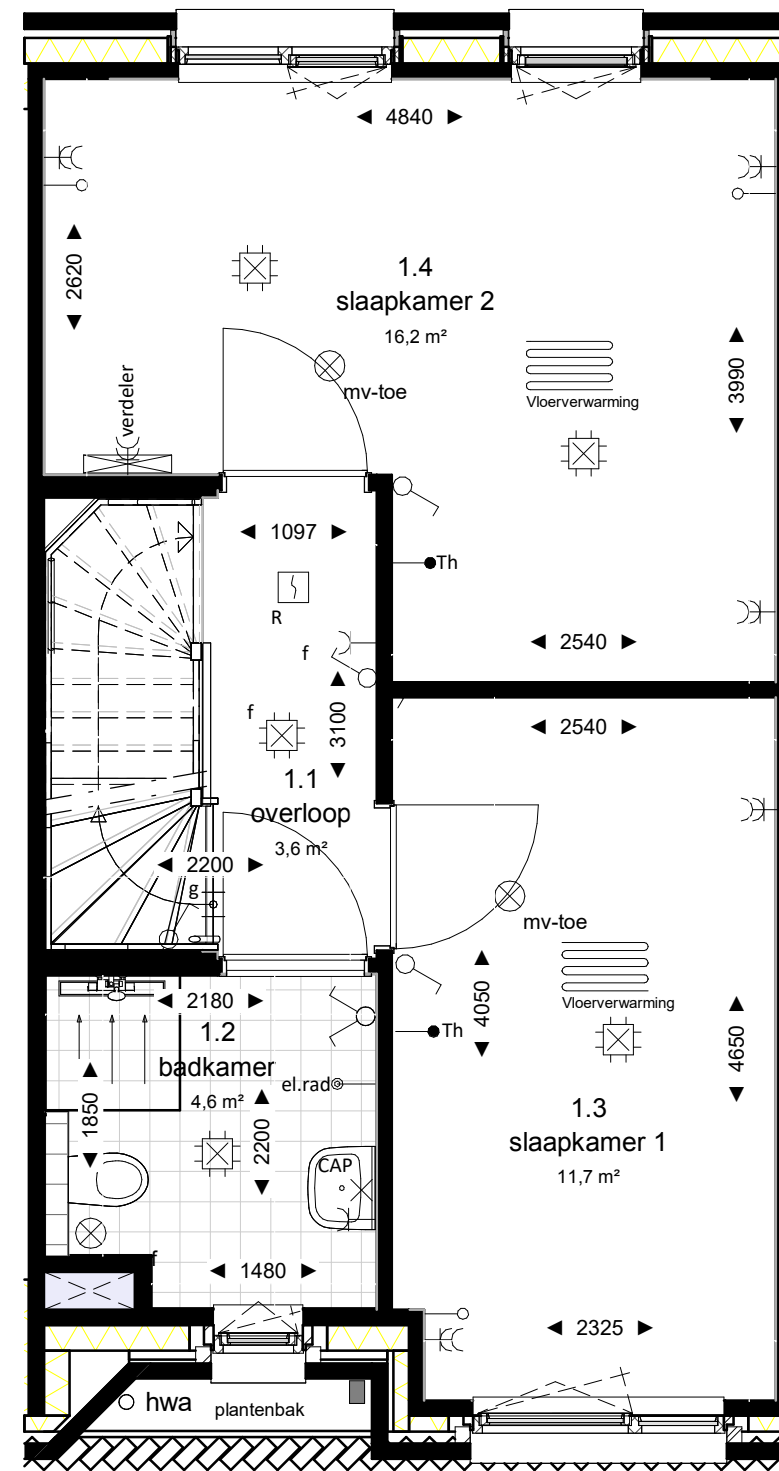 4840
2620
1.4
slaapkamer 2
16,2 m²
3990
mv-toe
verdeler
Vloerverwarming
1097
Th
R
f
2540
f
3100
2540
1.1
overloop
3,6 m²
2200
g
mv-toe
Vloerverwarming
2180
1.2
badkamer
4,6 m²
el.rad
Th
4050
4650
1850
2200
CAP
1.3
slaapkamer 1
11,7 m²
f
1480
2325
hwa
plantenbak